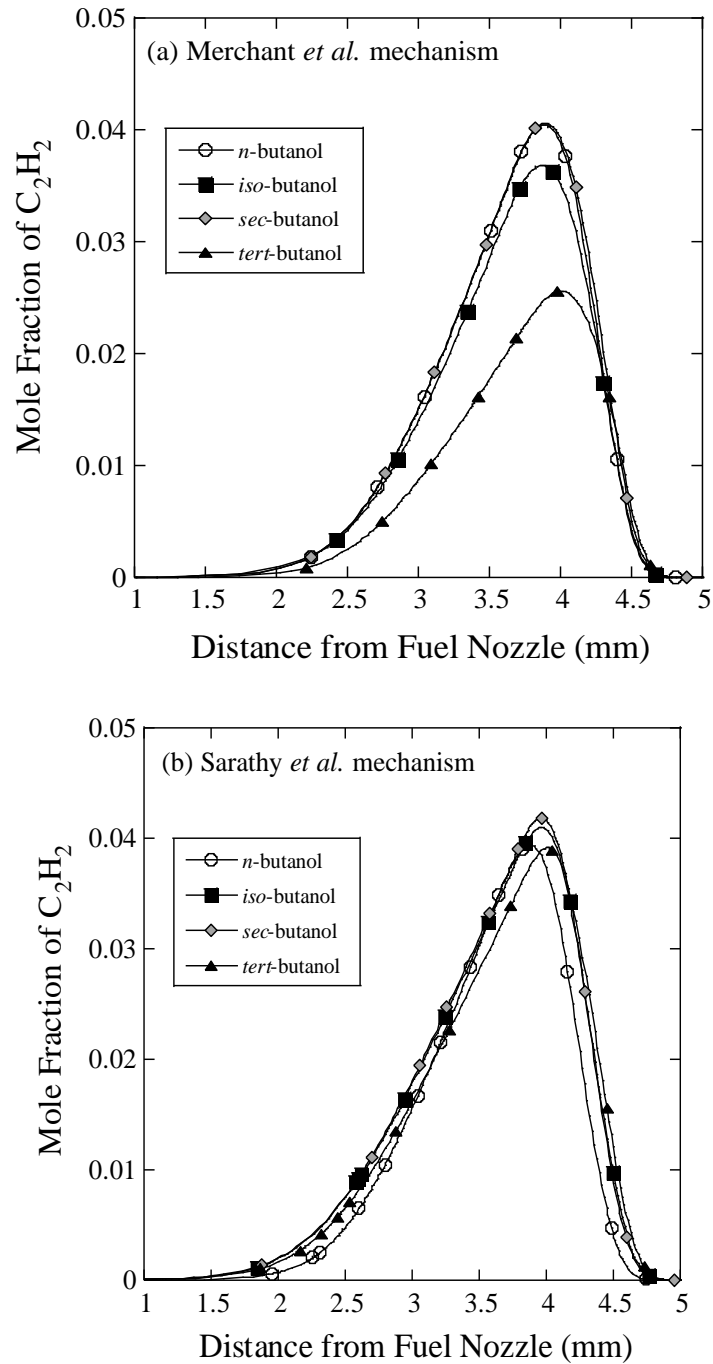 0.05
(a) Merchant et al. mechanism
0.04
n-butanol
iso-butanol
sec-butanol
tert-butanol
0.03
0.02
0.01
0
Mole Fraction of C₂H₂
1 1.5 2 2.5 3 3.5 4 4.5 5
Distance from Fuel Nozzle (mm)
0.05
(b) Sarathy et al. mechanism
0.04
n-butanol
iso-butanol
sec-butanol
tert-butanol
0.03
0.02
0.01
0
Mole Fraction of C₂H₂
1 1.5 2 2.5 3 3.5 4 4.5 5
Distance from Fuel Nozzle (mm)